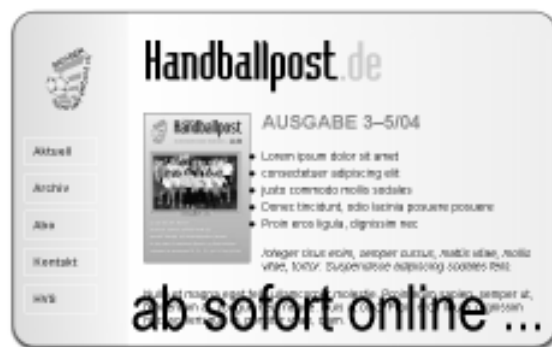 Handballpost.de
Handballpost
AUSGABE 3–5/04
Aktuell
Archiv
Abo
Kontakt
HVS
Lorem ipsum dolor sit amet
consectetuer adipiscing elit
justo commodo mollis sodales
Donec tincidunt, odio lacinia posuere posuere
Proin eros ligula, dignissim nec
Integer risus enim, semper cursus, mattis vitae, mollis
vitae, tortor. Suspendisse adipiscing sodales felis.
ab sofort online ...